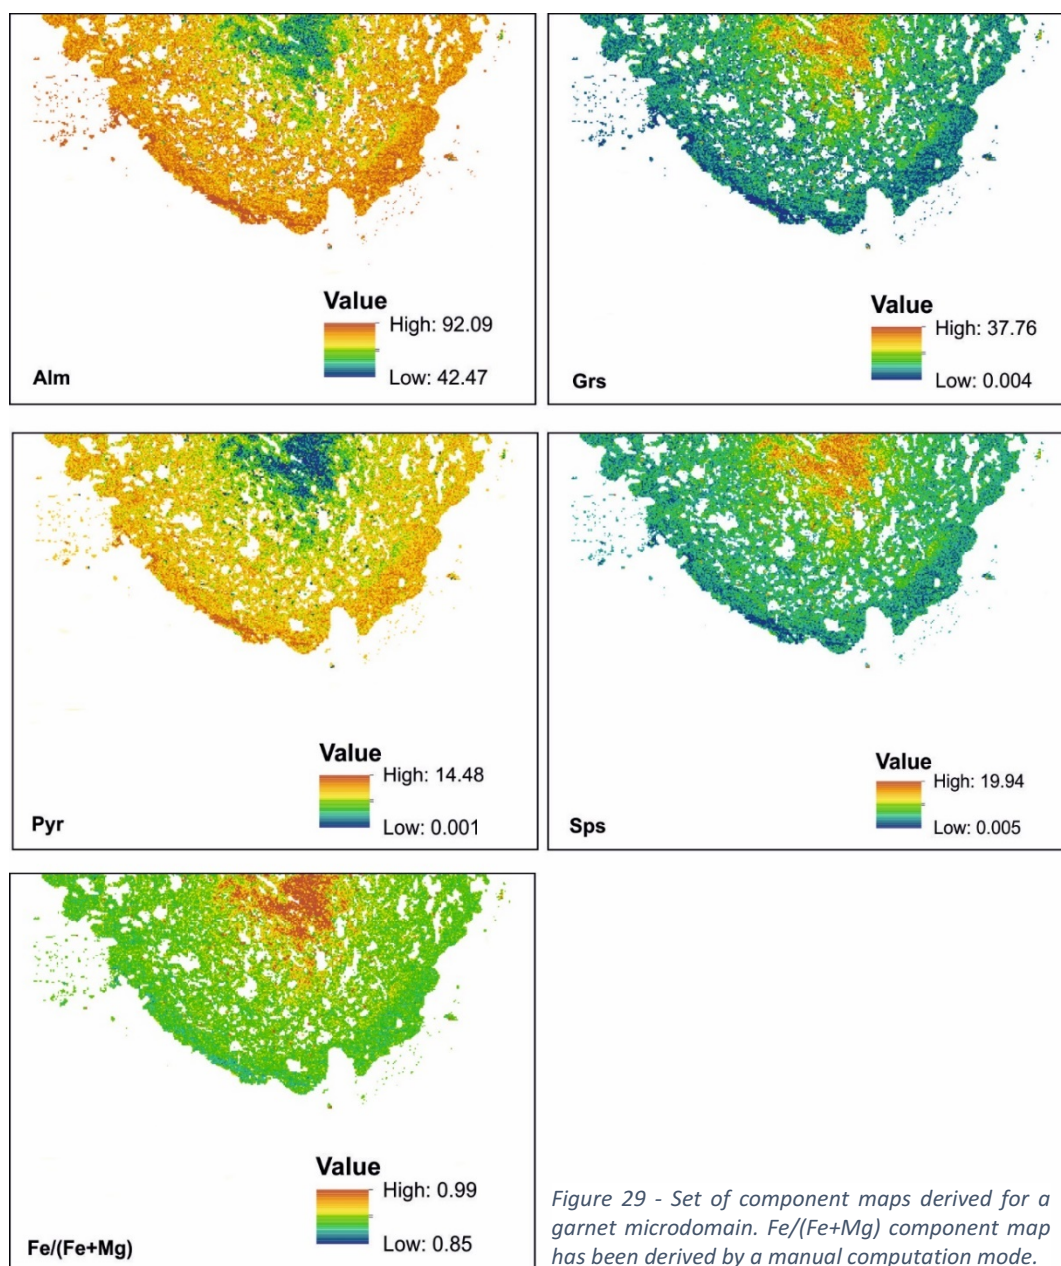 Value
High: 92.09
Low: 42.47
Alm
Value
High: 37.76
Low: 0.004
Grs
Value
High: 14.48
Low: 0.001
Pyr
Value
High: 19.94
Low: 0.005
Sps
Value
High: 0.99
Low: 0.85
Fe/(Fe+Mg)
Figure 29 - Set of component maps derived for a
garnet microdomain. Fe/(Fe+Mg) component map
has been derived by a manual computation mode.